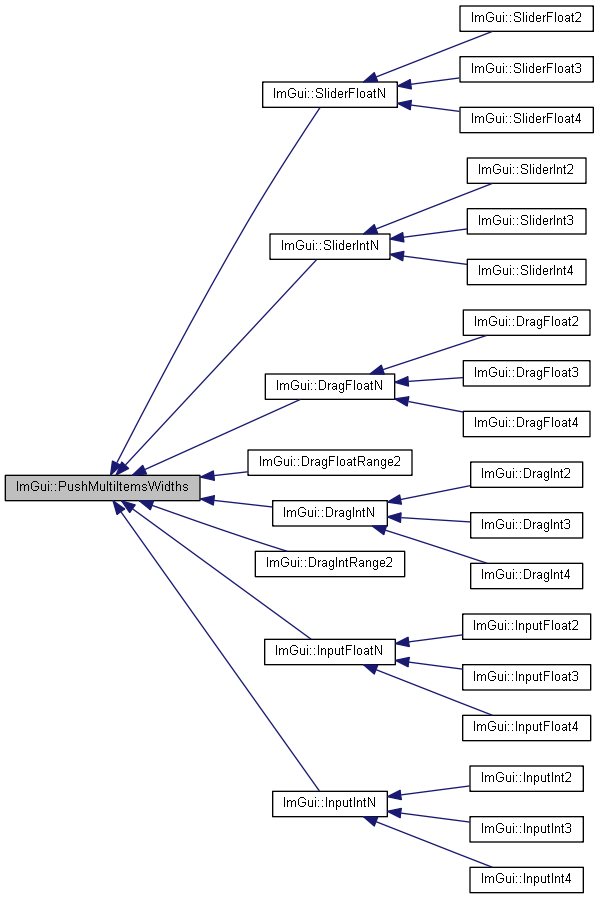 ImGui::SliderFloat2
ImGui::SliderFloat3
ImGui::SliderFloatN
ImGui::SliderFloat4
ImGui::SliderInt2
ImGui::SliderInt3
ImGui::SliderIntN
ImGui::SliderInt4
ImGui::DragFloat2
ImGui::DragFloat3
ImGui::DragFloatN
ImGui::DragFloat4
ImGui::DragFloatRange2
ImGui::DragInt2
ImGui::PushMultiItemsWidths
ImGui::DragIntN
ImGui::DragInt3
ImGui::DragIntRange2
ImGui::DragInt4
ImGui::InputFloat2
ImGui::InputFloatN
ImGui::InputFloat3
ImGui::InputFloat4
ImGui::InputInt2
ImGui::InputIntN
ImGui::InputInt3
ImGui::InputInt4